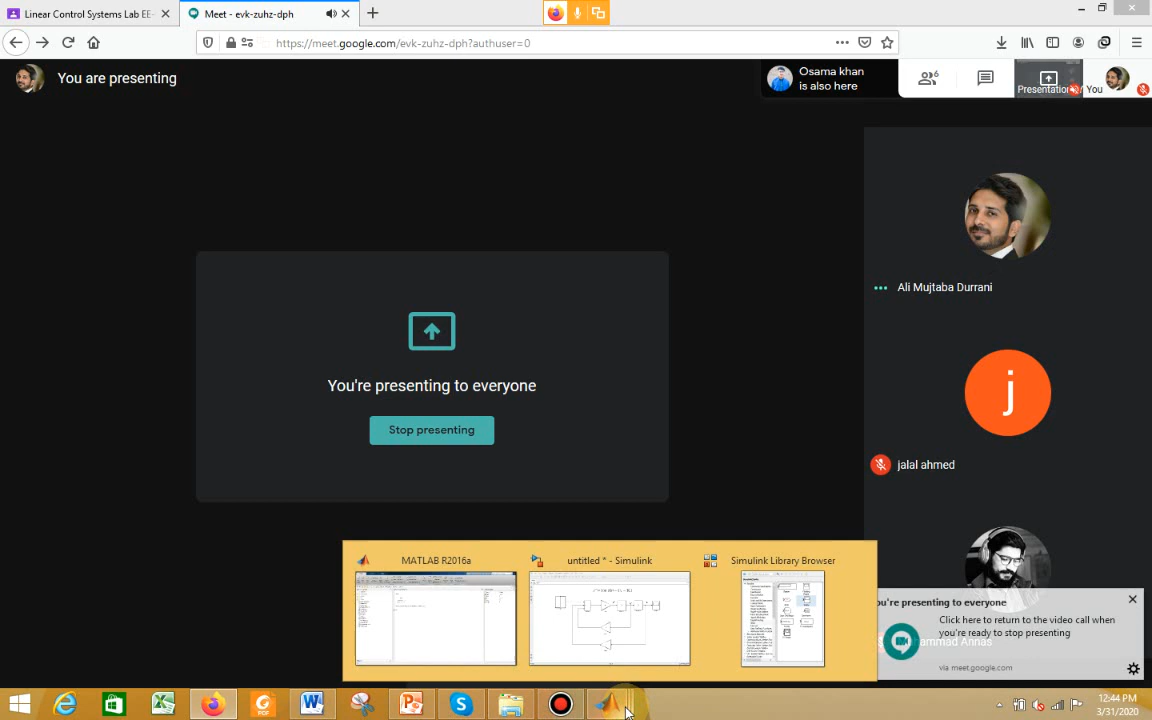 Linear Control Systems Lab EE-
Meet - evk-zuhz-dph
https://meet.google.com/evk-zuhz-dph?authuser=0
You are presenting
Osama khan
is also here
6
Presentation
You
You're presenting to everyone
Stop presenting
Ali Mujtaba Durrani
j
jalal ahmed
MATLAB R2016a
untitled * - Simulink
Simulink Library Browser
u're presenting to everyone
Click here to return to the video call when
you're ready to stop presenting
Annas
via meet.google.com
12:44 PM
3/31/2020